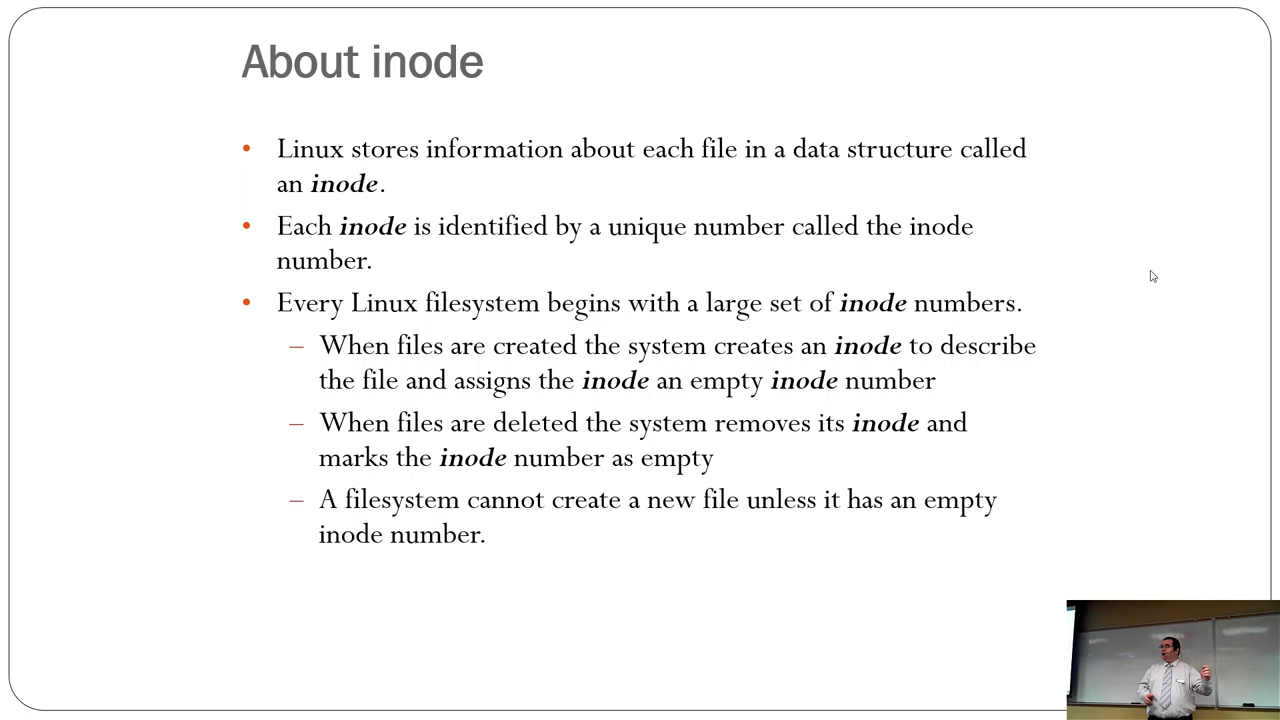 About inode
• Linux stores information about each file in a data structure called
an inode.
• Each inode is identified by a unique number called the inode
number.
• Every Linux filesystem begins with a large set of inode numbers.
– When files are created the system creates an inode to describe
the file and assigns the inode an empty inode number
– When files are deleted the system removes its inode and
marks the inode number as empty
– A filesystem cannot create a new file unless it has an empty
inode number.